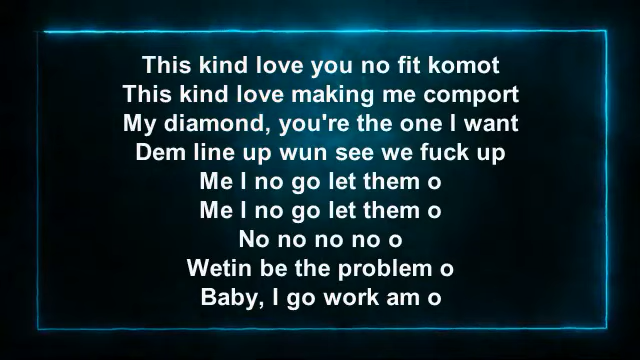 This kind love you no fit komot
This kind love making me comport
My diamond, you're the one I want
Dem line up wun see we fuck up
Me I no go let them o
Me I no go let them o
No no no no o
Wetin be the problem o
Baby, I go work am o